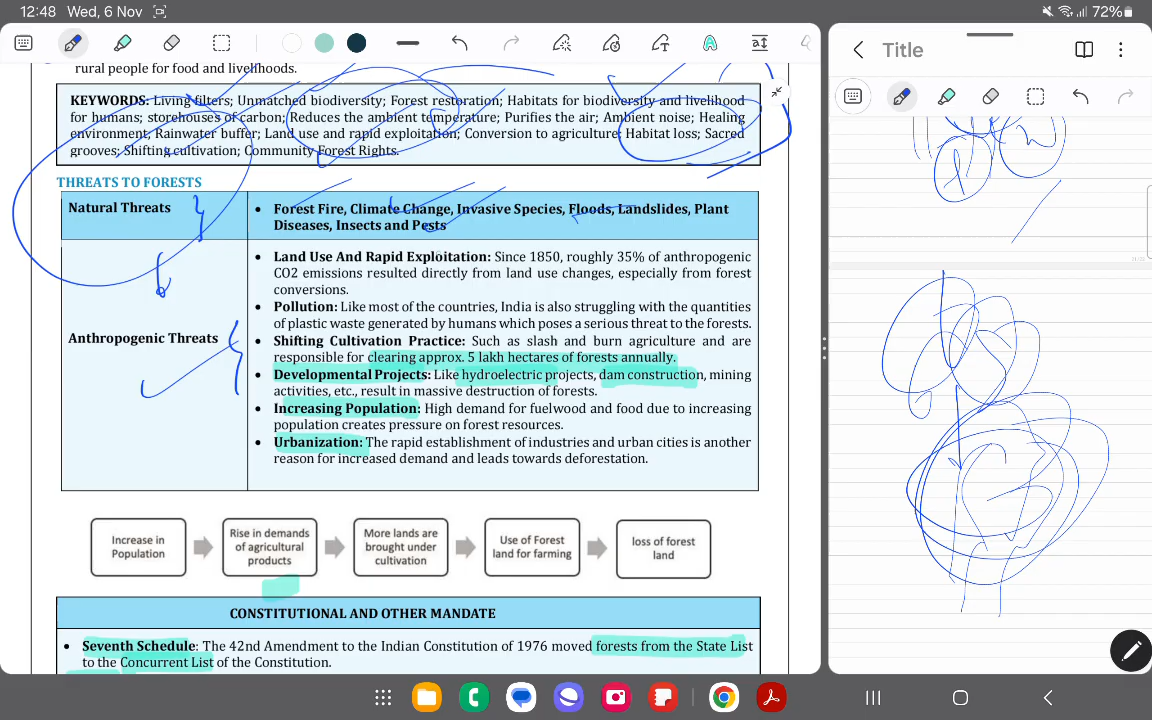 12:48 Wed, 6 Nov
72%
rural people for food and livelihoods.
KEYWORDS: Living filters; Unmatched biodiversity; Forest restoration; Habitats for biodiversity and livelihood
for humans; storehouses of carbon; Reduces the ambient temperature; Purifies the air; Ambient noise; Healing
environment; Rainwater buffer; Land use and rapid exploitation; Conversion to agriculture; Habitat loss; Sacred
grooves; Shifting cultivation; Community Forest Rights.
THREATS TO FORESTS
Natural Threats
• Forest Fire, Climate Change, Invasive Species, Floods, Landslides, Plant
Diseases, Insects and Pests
Anthropogenic Threats
• Land Use And Rapid Exploitation: Since 1850, roughly 35% of anthropogenic
CO2 emissions resulted directly from land use changes, especially from forest
conversions.
• Pollution: Like most of the countries, India is also struggling with the quantities
of plastic waste generated by humans which poses a serious threat to the forests.
• Shifting Cultivation Practice: Such as slash and burn agriculture and are
responsible for clearing approx. 5 lakh hectares of forests annually.
• Developmental Projects: Like hydroelectric projects, dam construction, mining
activities, etc., result in massive destruction of forests.
• Increasing Population: High demand for fuelwood and food due to increasing
population creates pressure on forest resources.
• Urbanization: The rapid establishment of industries and urban cities is another
reason for increased demand and leads towards deforestation.
Increase in
Population
Rise in demands
of agricultural
products
More lands are
brought under
cultivation
Use of Forest
land for farming
loss of forest
land
CONSTITUTIONAL AND OTHER MANDATE
• Seventh Schedule: The 42nd Amendment to the Indian Constitution of 1976 moved forests from the State List
to the Concurrent List of the Constitution.
Title